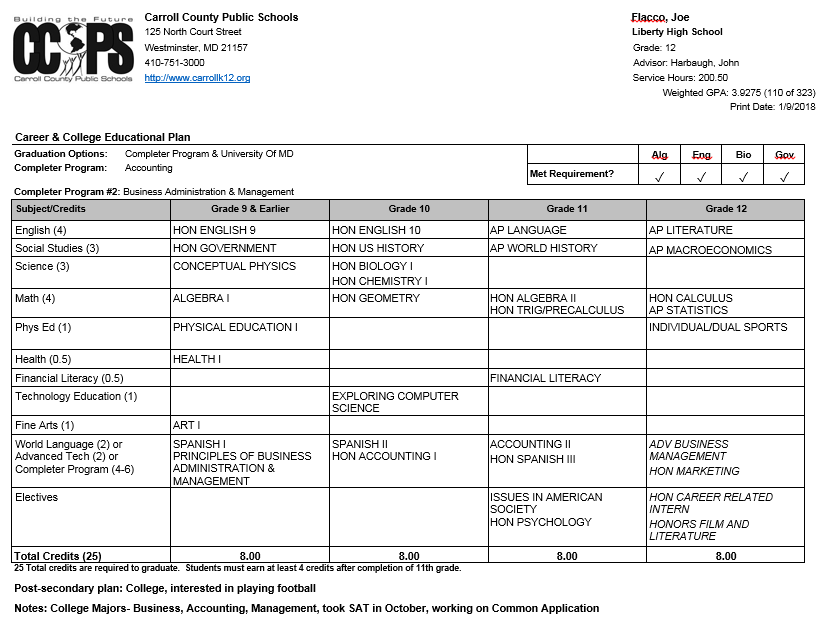 Building the Future
CCPS
Carroll County Public Schools
Carroll County Public Schools
125 North Court Street
Westminster, MD 21157
410-751-3000
http://www.carrollk12.org
Flacco, Joe
Liberty High School
Grade: 12
Advisor: Harbaugh, John
Service Hours: 200.50
Weighted GPA: 3.9275 (110 of 323)
Print Date: 1/9/2018
Career & College Educational Plan
Graduation Options: Completer Program & University Of MD
Completer Program: Accounting
Alg Eng Bio Gov
Met Requirement? ✓ ✓ ✓ ✓
Completer Program #2: Business Administration & Management
Subject/Credits Grade 9 & Earlier Grade 10 Grade 11 Grade 12
English (4) HON ENGLISH 9 HON ENGLISH 10 AP LANGUAGE AP LITERATURE
Social Studies (3) HON GOVERNMENT HON US HISTORY AP WORLD HISTORY AP MACROECONOMICS
Science (3) CONCEPTUAL PHYSICS HON BIOLOGY I
HON CHEMISTRY I
Math (4) ALGEBRA I HON GEOMETRY HON ALGEBRA II HON CALCULUS
HON TRIG/PRECALCULUS AP STATISTICS
Phys Ed (1) PHYSICAL EDUCATION I INDIVIDUAL/DUAL SPORTS
Health (0.5) HEALTH I
Financial Literacy (0.5) FINANCIAL LITERACY
Technology Education (1) EXPLORING COMPUTER
SCIENCE
Fine Arts (1) ART I
World Language (2) or SPANISH I SPANISH II ACCOUNTING II ADV BUSINESS
Advanced Tech (2) or PRINCIPLES OF BUSINESS HON ACCOUNTING I HON SPANISH III MANAGEMENT
Completer Program (4-6) ADMINISTRATION & HON MARKETING
MANAGEMENT
Electives ISSUES IN AMERICAN HON CAREER RELATED
SOCIETY INTERN
HON PSYCHOLOGY HONORS FILM AND
LITERATURE
Total Credits (25) 8.00 8.00 8.00 8.00
25 Total credits are required to graduate. Students must earn at least 4 credits after completion of 11th grade.
Post-secondary plan: College, interested in playing football
Notes: College Majors- Business, Accounting, Management, took SAT in October, working on Common Application